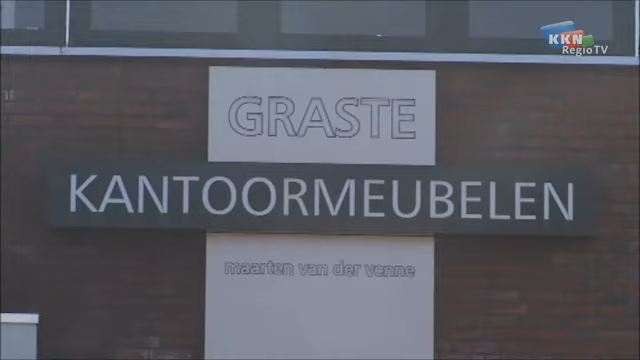 KKN
RegioTV
GRASTE
KANTOORMEUBELEN
maarten van der venne